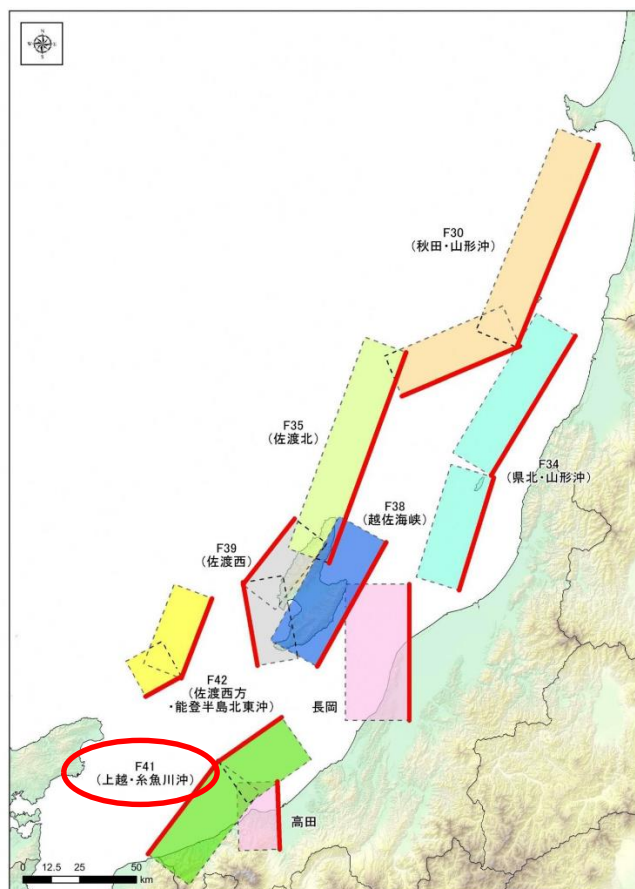 F30
(秋田・山形沖)
F35
(佐渡北)
F34
(県北・山形沖)
F38
(越佐海峡)
F39
(佐渡西)
F42
(佐渡西方
・能登半島北東沖)
長岡
F41
(上越・糸魚川沖)
高田
0 12.5 25 50
km